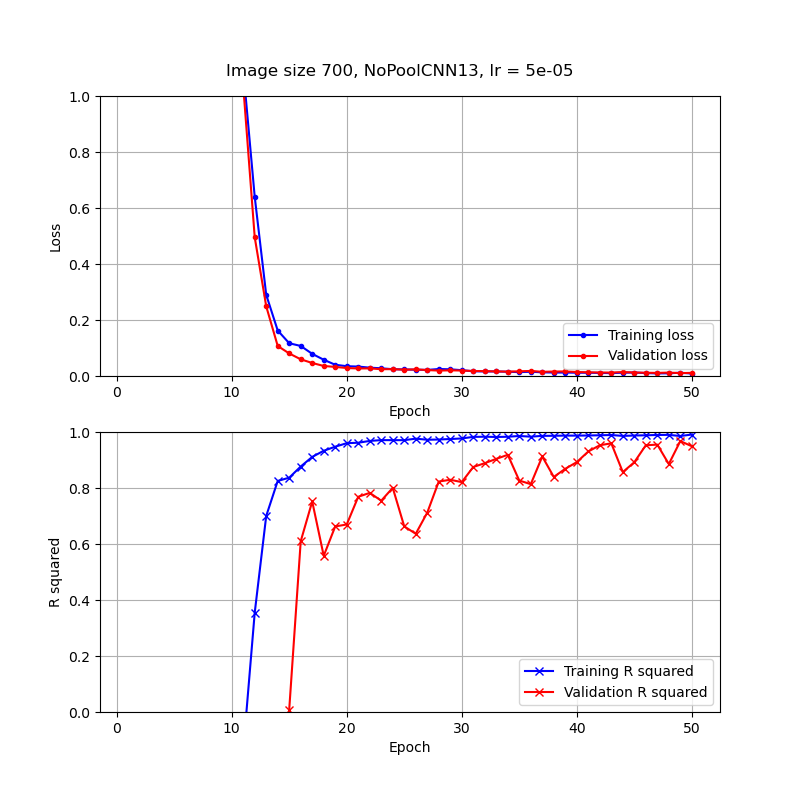 Image size 700, NoPoolCNN13, lr = 5e-05
1.0
0.8
0.6
0.4
0.2
0.0
Loss
Training loss
Validation loss
0 10 20 30 40 50
Epoch
1.0
0.8
0.6
0.4
0.2
0.0
R squared
Training R squared
Validation R squared
0 10 20 30 40 50
Epoch